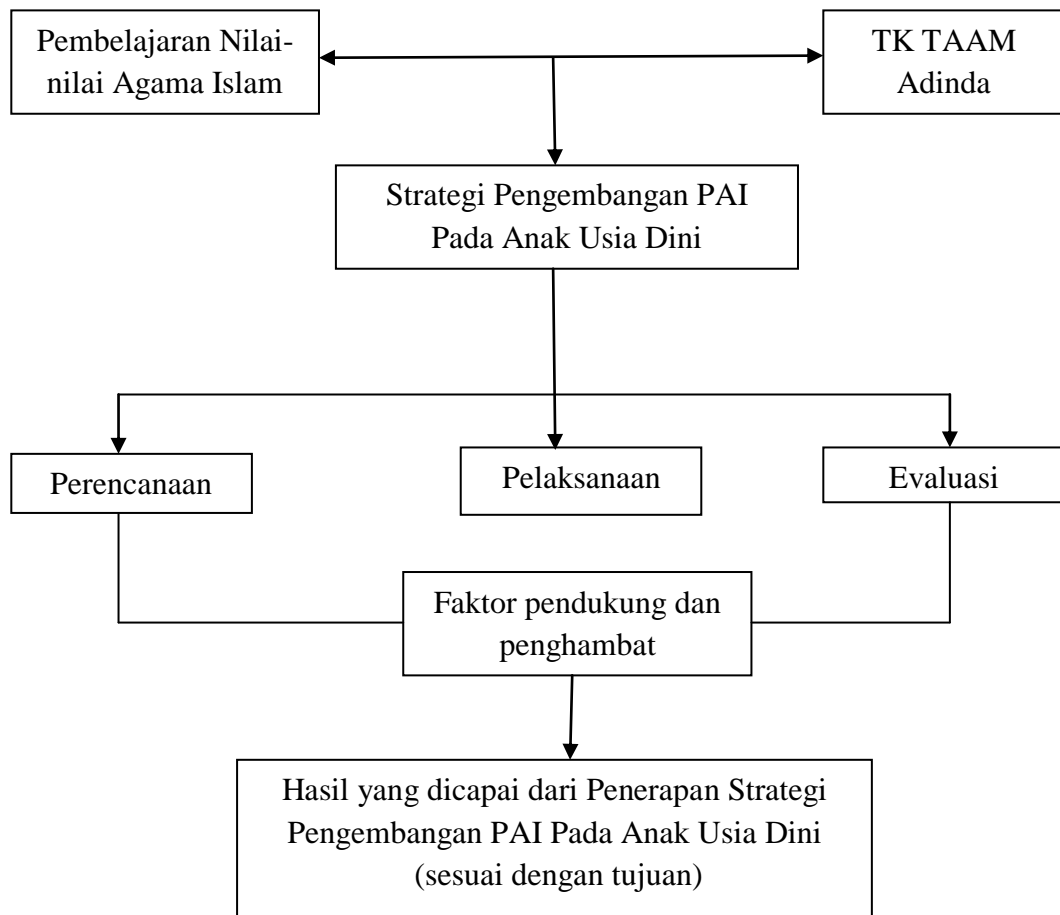 Pembelajaran Nilai-
nilai Agama Islam
TK TAAM
Adinda
Strategi Pengembangan PAI
Pada Anak Usia Dini
Perencanaan
Pelaksanaan
Evaluasi
Faktor pendukung dan
penghambat
Hasil yang dicapai dari Penerapan Strategi
Pengembangan PAI Pada Anak Usia Dini
(sesuai dengan tujuan)